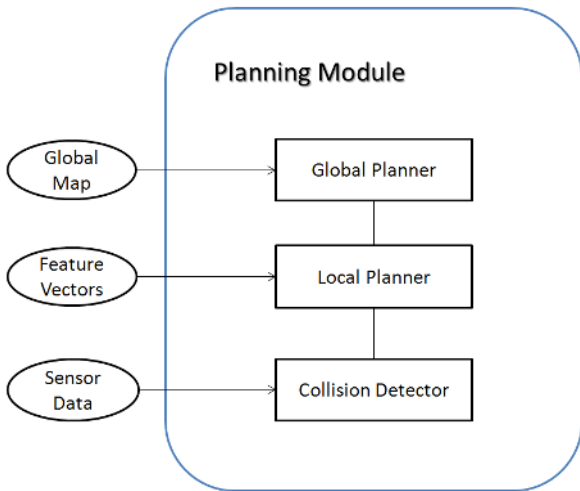 Planning Module
Global
Map
Global Planner
Feature
Vectors
Local Planner
Sensor
Data
Collision Detector